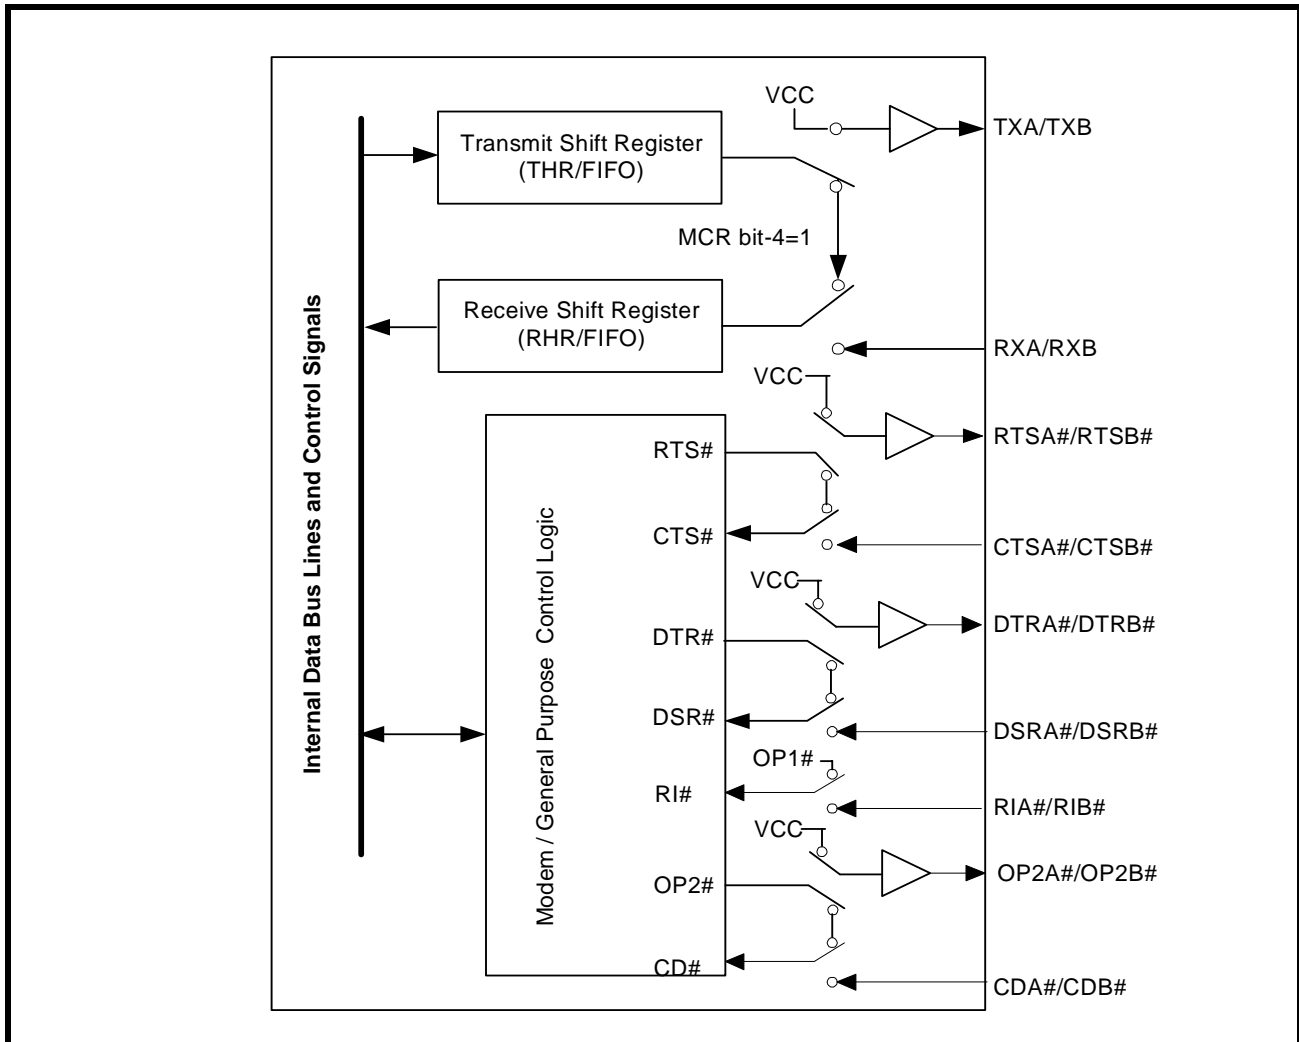 VCC
TXA/TXB
Transmit Shift Register
(THR/FIFO)
MCR bit-4=1
Receive Shift Register
(RHR/FIFO)
RXA/RXB
VCC
RTSA#/RTSB#
RTS#
CTS#
CTSA#/CTSB#
VCC
DTRA#/DTRB#
DTR#
DSR#
DSRA#/DSRB#
OP1#
RI#
RIA#/RIB#
VCC
OP2A#/OP2B#
OP2#
CD#
CDA#/CDB#
Internal Data Bus Lines and Control Signals
Modem / General Purpose Control Logic